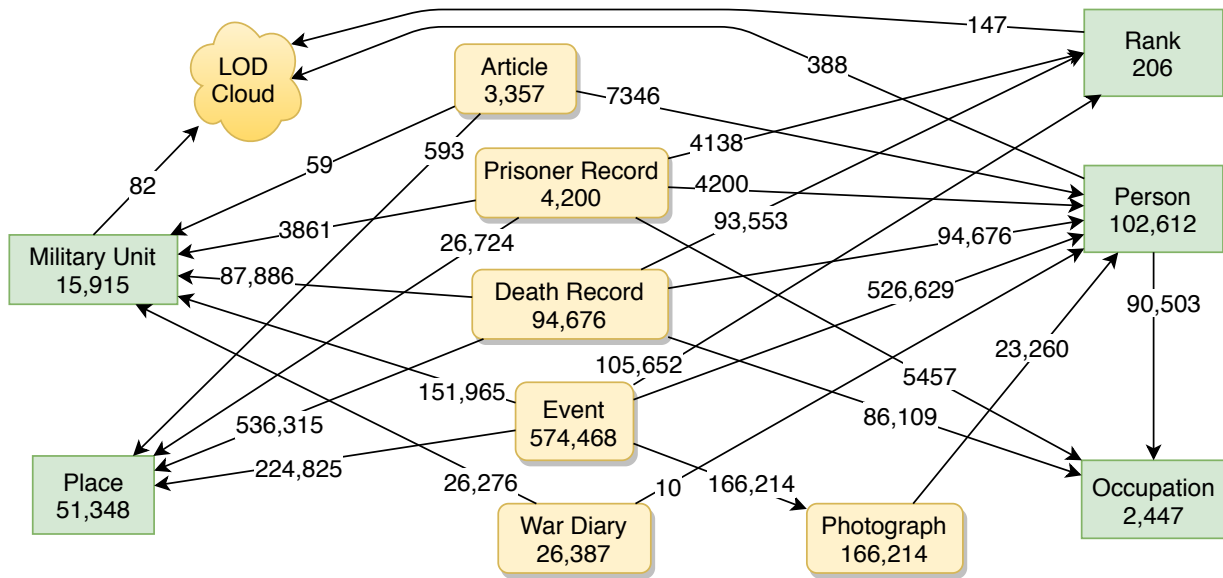 147
LOD
Cloud
Article
3,357
Rank
206
388
7346
593
4138
82
59
Prisoner Record
4,200
4200
Person
102,612
3861
26,724
93,553
94,676
Military Unit
15,915
87,886
Death Record
94,676
526,629
90,503
23,260
105,652
151,965
Event
574,468
5457
536,315
86,109
224,825
Place
51,348
26,276
10
166,214
Occupation
2,447
War Diary
26,387
Photograph
166,214